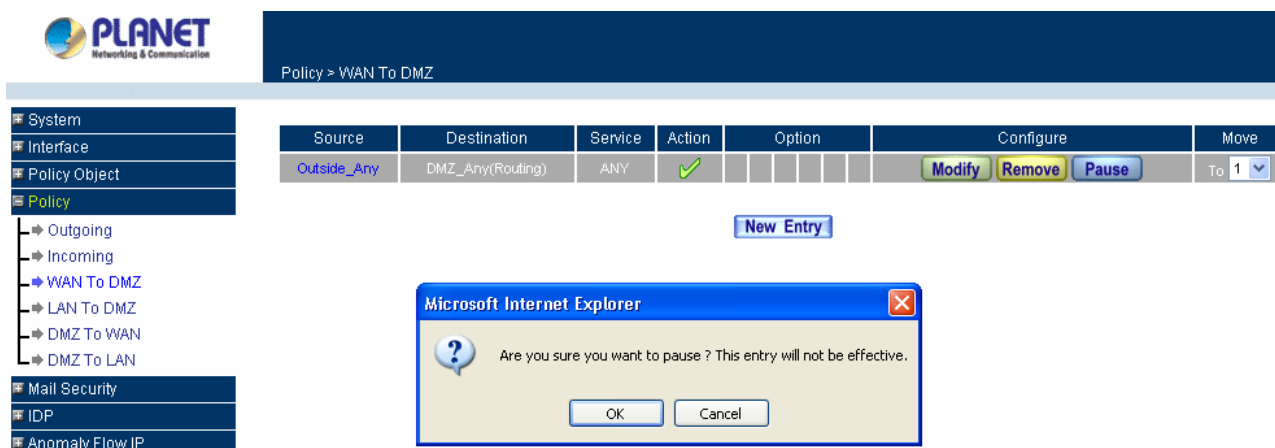 PLANET
Networking & Communication
Policy > WAN To DMZ
System
Interface
Policy Object
Policy
Outgoing
Incoming
WAN To DMZ
LAN To DMZ
DMZ To WAN
DMZ To LAN
Mail Security
IDP
Anomaly Flow IP
Source Destination Service Action Option Configure Move
Outside_Any DMZ_Any(Routing) ANY Modify Remove Pause To 1
New Entry
Microsoft Internet Explorer
Are you sure you want to pause ? This entry will not be effective.
OK Cancel